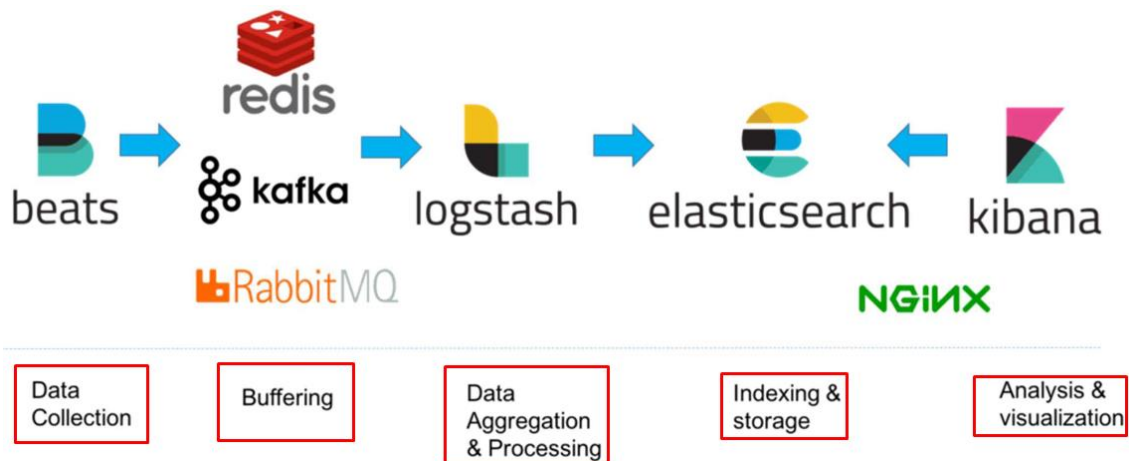 redis
beats
kafka
logstash
elasticsearch
kibana
RabbitMQ
NGiNX
Data
Collection
Buffering
Data
Aggregation
& Processing
Indexing &
storage
Analysis &
visualization